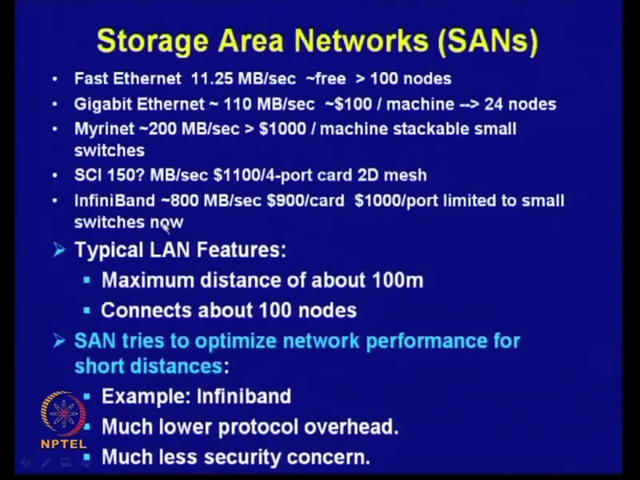 Storage Area Networks (SANs)
• Fast Ethernet 11.25 MB/sec ~free > 100 nodes
• Gigabit Ethernet ~ 110 MB/sec ~$100 / machine --> 24 nodes
• Myrinet ~200 MB/sec > $1000 / machine stackable small
switches
• SCI 150? MB/sec $1100/4-port card 2D mesh
• InfiniBand ~800 MB/sec $900/card $1000/port limited to small
switches now
Typical LAN Features:
Maximum distance of about 100m
Connects about 100 nodes
SAN tries to optimize network performance for
short distances:
Example: Infiniband
Much lower protocol overhead.
Much less security concern.
NPTEL